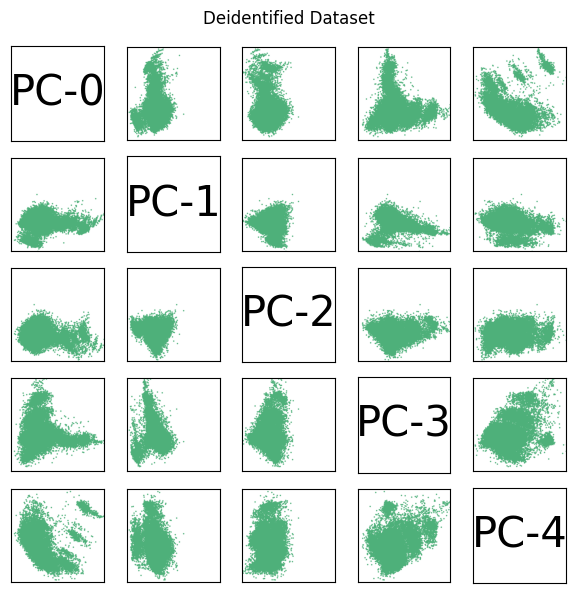 Deidentified Dataset
PC-0
PC-1
PC-2
PC-3
PC-4